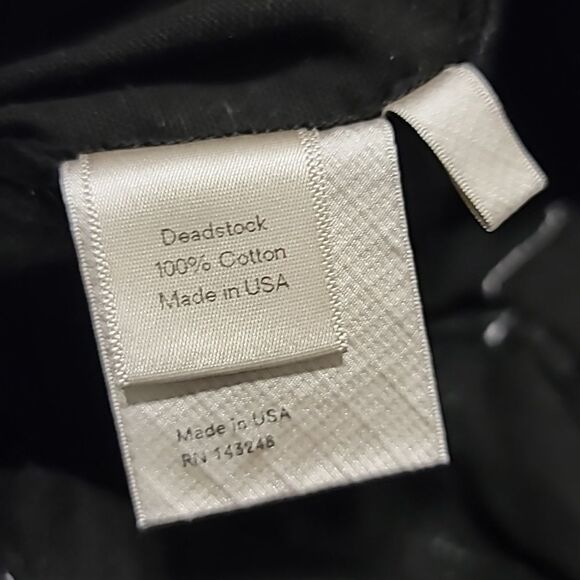 Deadstock
100% Cotton
Made in USA
Made in USA
RN 143248